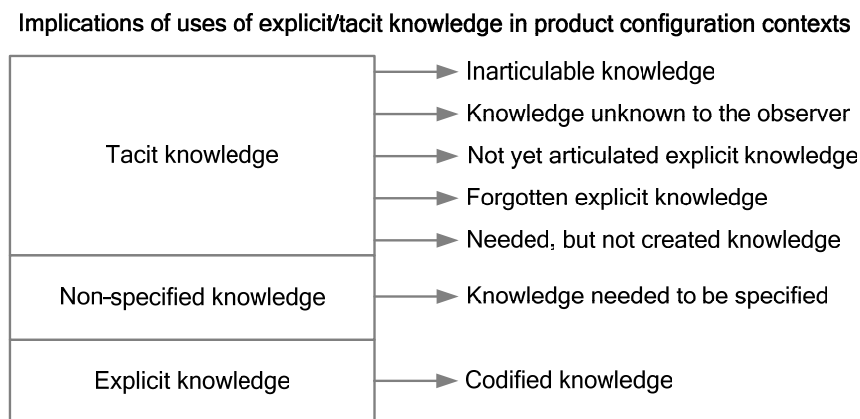 Implications of uses of explicit/tacit knowledge in product configuration contexts
Tacit knowledge
Inarticulable knowledge
Knowledge unknown to the observer
Not yet articulated explicit knowledge
Forgotten explicit knowledge
Needed, but not created knowledge
Non-specified knowledge
Knowledge needed to be specified
Explicit knowledge
Codified knowledge